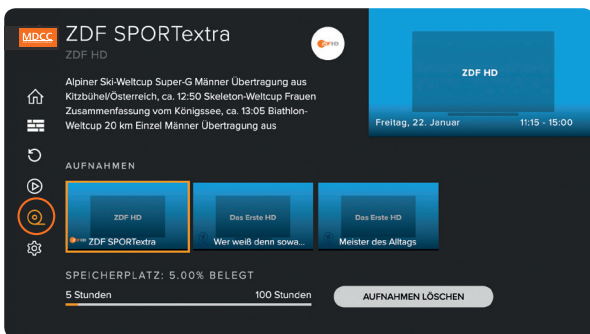 MDCC
ZDF SPORTextra
ZDF HD
Alpiner Ski-Weltcup Super-G Männer Übertragung aus
Kitzbühel/Österreich, ca. 12:50 Skeleton-Weltcup Frauen
Zusammenfassung vom Königssee, ca. 13:05 Biathlon-
Weltcup 20 km Einzel Männer Übertragung aus
ZDF HD
Freitag, 22. Januar 11:15 - 15:00
AUFNAHMEN
ZDF HD
ZDF SPORTextra
Das Erste HD
Wer weiß denn sowa...
Das Erste HD
Meister des Alltags
SPEICHERPLATZ: 5.00% BELEGT
5 Stunden 100 Stunden
AUFNAHMEN LÖSCHEN